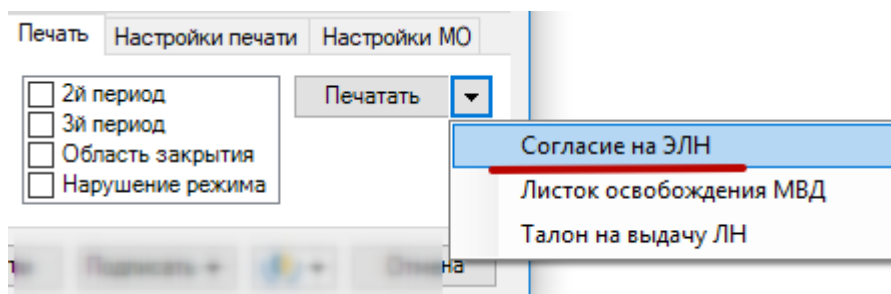 Печать Настройки печати Настройки МО
2й период
3й период
Область закрытия
Нарушение режима
Печатать
Согласие на ЭЛН
Листок освобождения МВД
Талон на выдачу ЛН